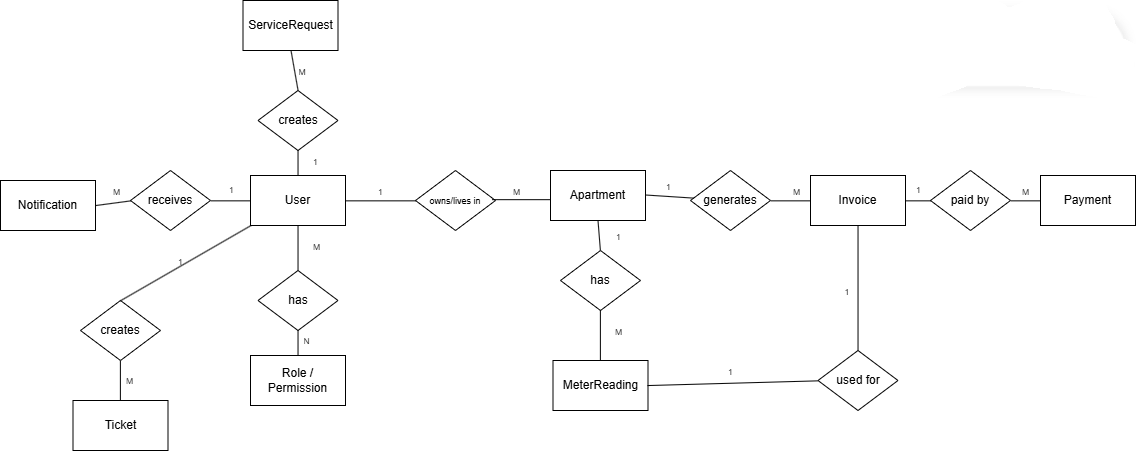 ServiceRequest
M
creates
1
Notification
M
receives
1
User
1
owns/lives in
M
Apartment
1
generates
M
Invoice
1
paid by
M
Payment
1
creates
M
Ticket
M
has
N
Role /
Permission
1
has
M
MeterReading
1
used for
1